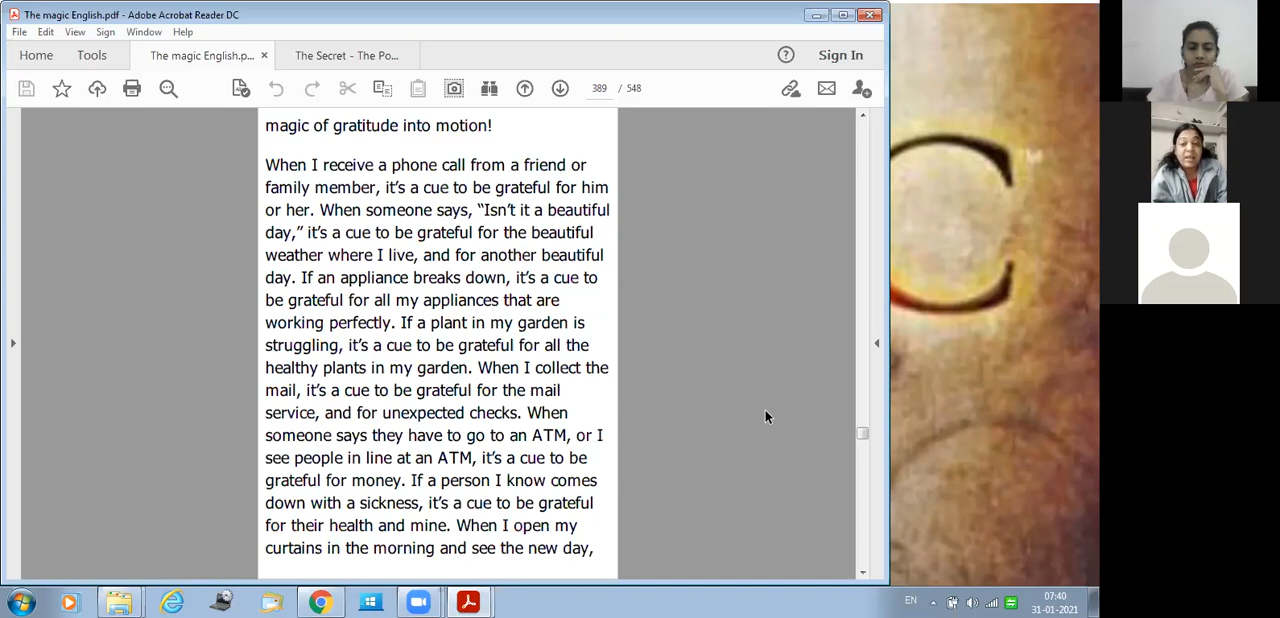 The magic English.pdf - Adobe Acrobat Reader DC
File Edit View Sign Window Help
Home Tools The magic English.p... × The Secret - The Po... Sign In
389 / 548
magic of gratitude into motion!
When I receive a phone call from a friend or
family member, it’s a cue to be grateful for him
or her. When someone says, “Isn’t it a beautiful
day,” it’s a cue to be grateful for the beautiful
weather where I live, and for another beautiful
day. If an appliance breaks down, it’s a cue to
be grateful for all my appliances that are
working perfectly. If a plant in my garden is
struggling, it’s a cue to be grateful for all the
healthy plants in my garden. When I collect the
mail, it’s a cue to be grateful for the mail
service, and for unexpected checks. When
someone says they have to go to an ATM, or I
see people in line at an ATM, it’s a cue to be
grateful for money. If a person I know comes
down with a sickness, it’s a cue to be grateful
for their health and mine. When I open my
curtains in the morning and see the new day,
C™
EN
07:40
31-01-2021